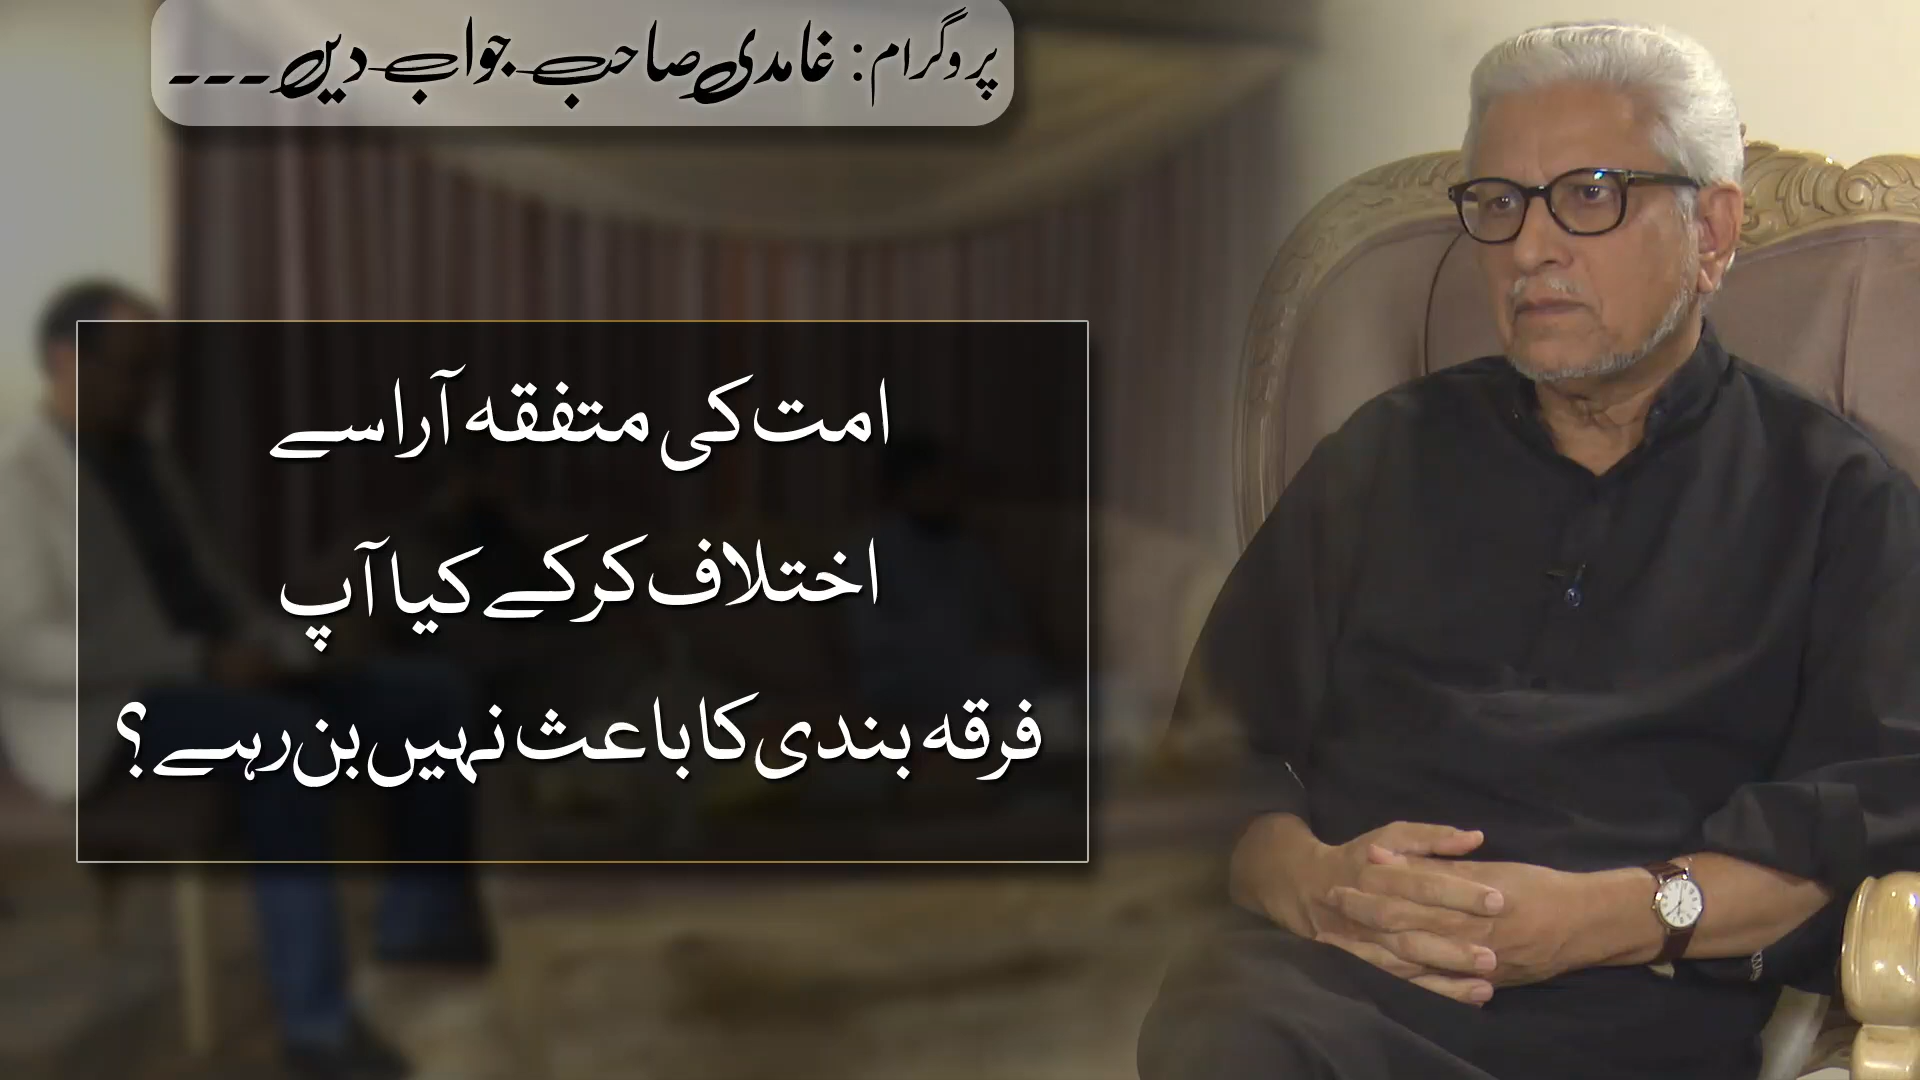 پروگرام: غامدی صاحب جواب دیں ۔۔۔
امت کی متفقہ آرا سے
اختلاف کر کے کیا آپ
فرقہ بندی کا باعث نہیں بن رہے؟